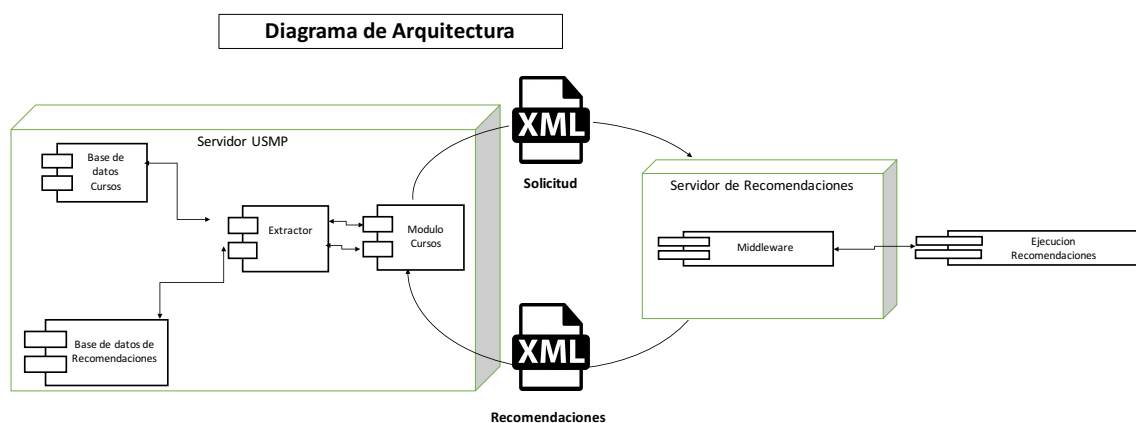 Diagrama de Arquitectura
Servidor USMP
Base de
datos
Cursos
Extractor
Modulo
Cursos
Base de datos de
Recomendaciones
XML
Solicitud
XML
Recomendaciones
Servidor de Recomendaciones
Middleware
Ejecucion
Recomendaciones